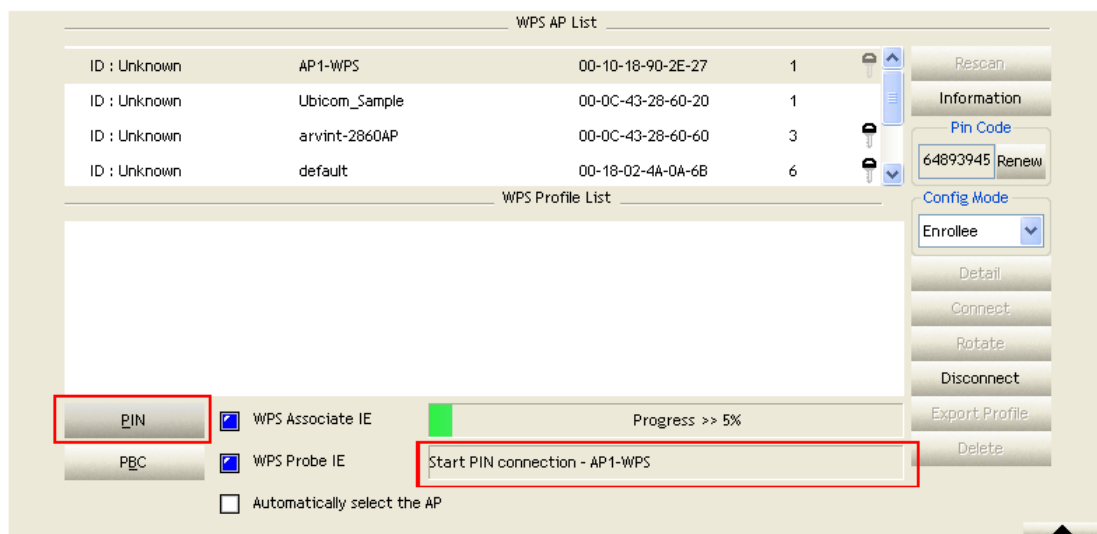 WPS AP List
ID : Unknown AP1-WPS 00-10-18-90-2E-27 1
ID : Unknown Ubicom_Sample 00-0C-43-28-60-20 1
ID : Unknown arvint-2860AP 00-0C-43-28-60-60 3
ID : Unknown default 00-18-02-4A-0A-6B 6
Rescan
Information
Pin Code
64893945 Renew
Config Mode
Enrollee
Detail
Connect
Rotate
Disconnect
Export Profile
Delete
WPS Profile List
PIN WPS Associate IE Progress >> 5%
PBC WPS Probe IE Start PIN connection - AP1-WPS
Automatically select the AP